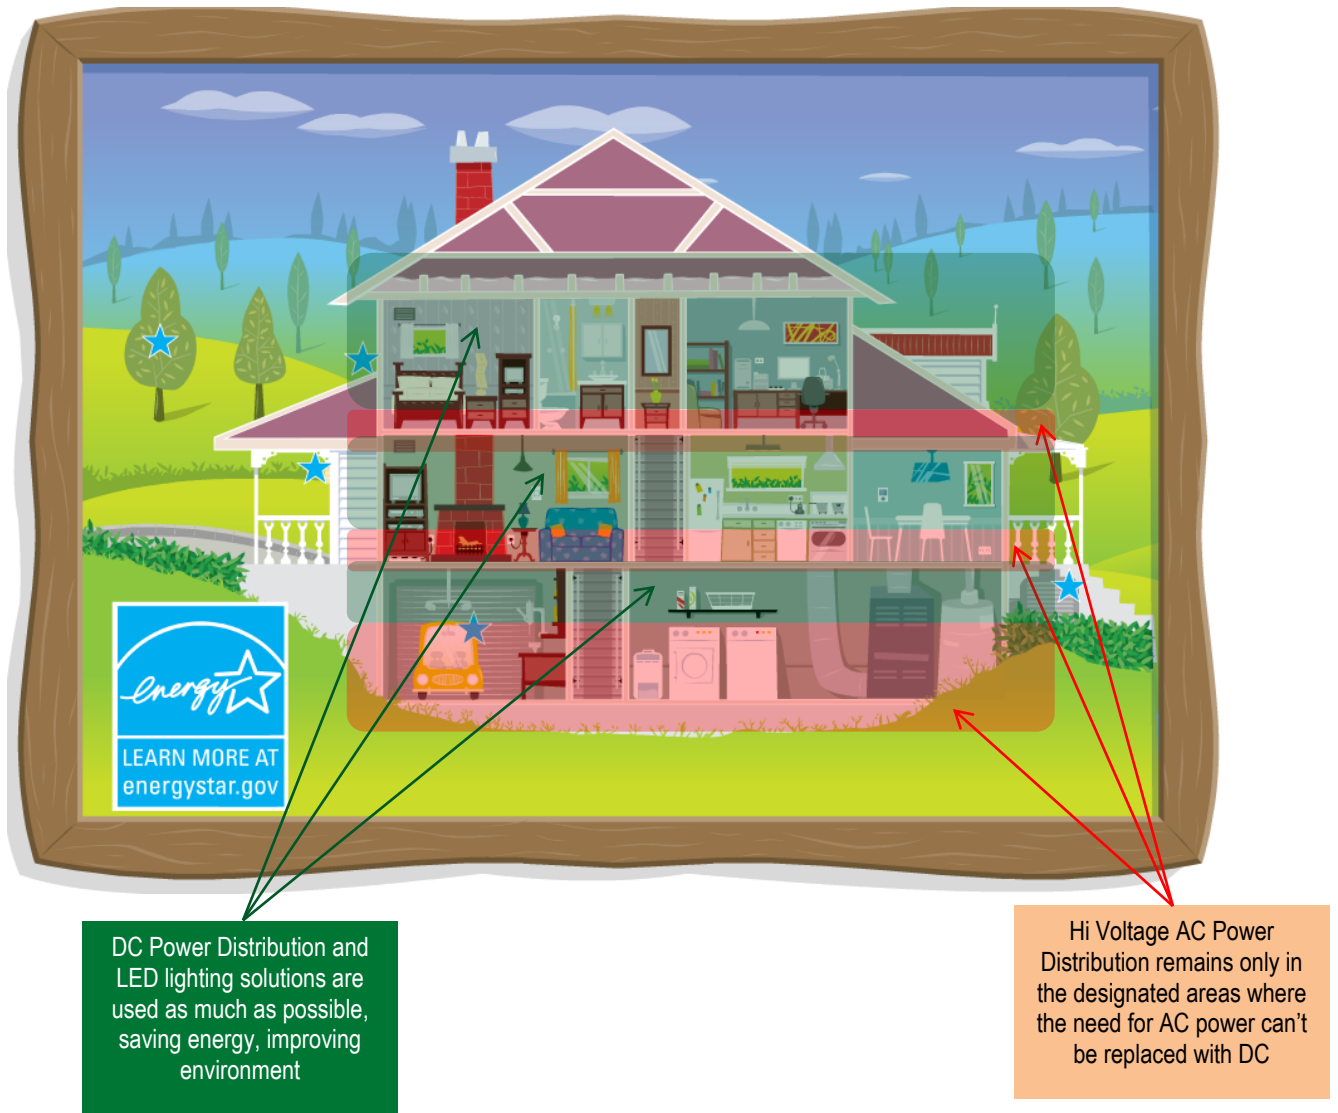 energy
LEARN MORE AT
energystar.gov
DC Power Distribution and
LED lighting solutions are
used as much as possible,
saving energy, improving
environment
Hi Voltage AC Power
Distribution remains only in
the designated areas where
the need for AC power can't
be replaced with DC